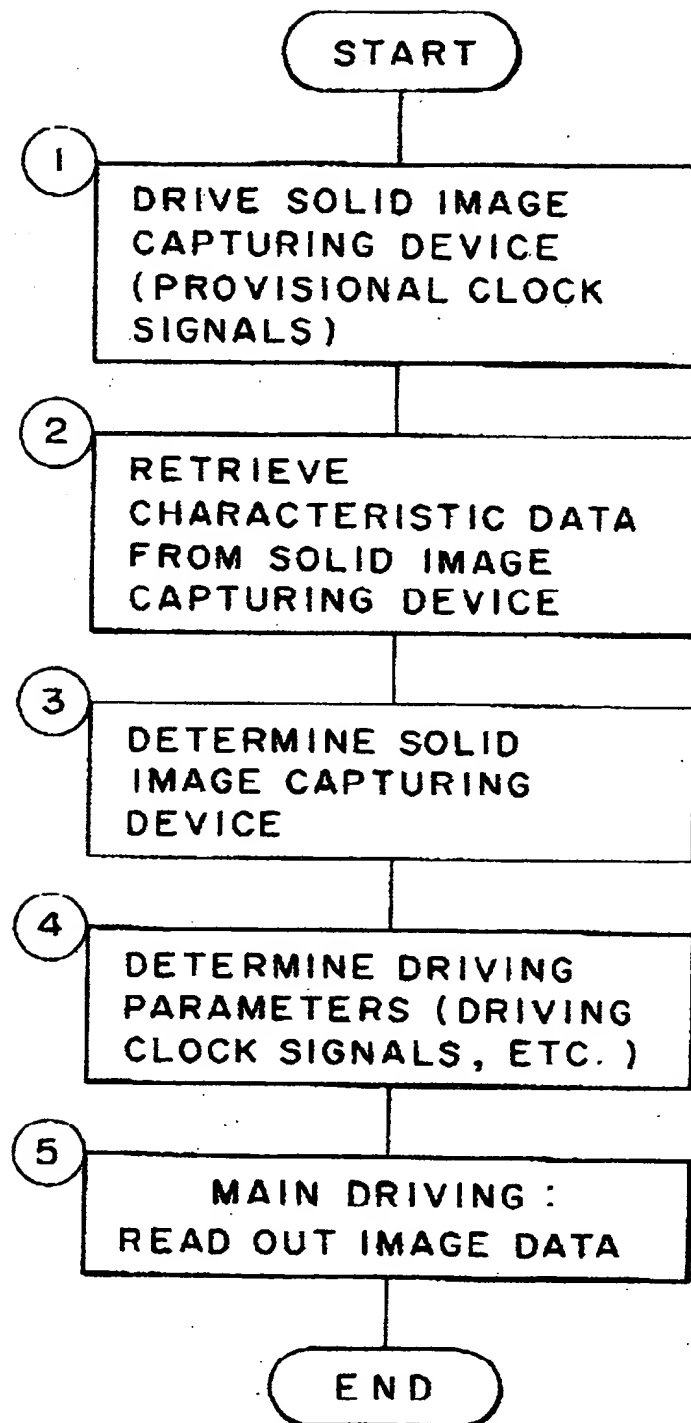 START
1
DRIVE SOLID IMAGE
CAPTURING DEVICE
(PROVISIONAL CLOCK
SIGNALS)
2
RETRIEVE
CHARACTERISTIC DATA
FROM SOLID IMAGE
CAPTURING DEVICE
3
DETERMINE SOLID
IMAGE CAPTURING
DEVICE
4
DETERMINE DRIVING
PARAMETERS (DRIVING
CLOCK SIGNALS, ETC.)
5
MAIN DRIVING:
READ OUT IMAGE DATA
END